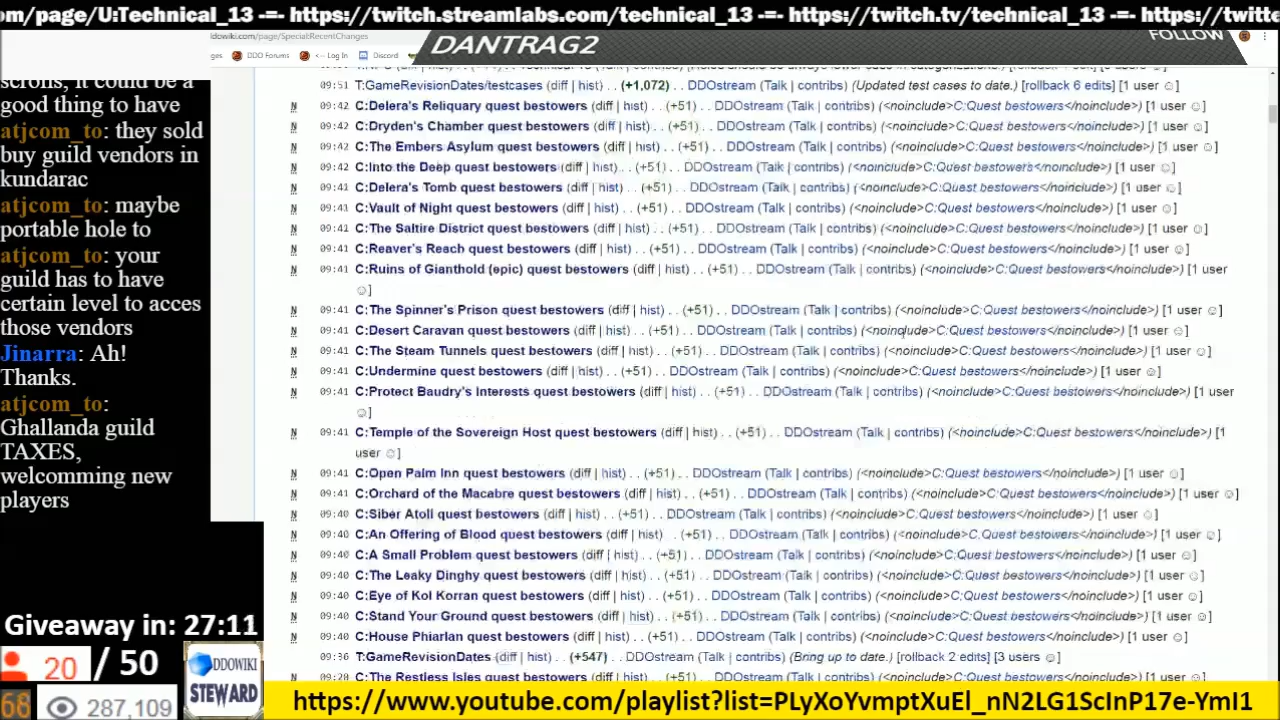 om/page/U:Technical_13 -=- https://twitch.streamlabs.com/technical_13 -=- https://twitch.tv/technical_13 -=- https://twitte
ddowiki.com/page/Special:RecentChanges
DANTRAG2
FOLLOW
ges DDO Forums <-- Log In Discord
09:51 T:GameRevisionDates/testcases (diff | hist) . . (+1,072) . . DDOstream (Talk | contribs) (Updated test cases to date.) [rollback 6 edits] [1 user ☺]
N 09:42 C:Delera's Reliquary quest bestowers (diff | hist) . . (+51) . . DDOstream (Talk | contribs) (<noinclude>C:Quest bestowers</noinclude>) [1 user ☺]
N 09:42 C:Dryden's Chamber quest bestowers (diff | hist) . . (+51) . . DDOstream (Talk | contribs) (<noinclude>C:Quest bestowers</noinclude>) [1 user ☺]
N 09:42 C:The Embers Asylum quest bestowers (diff | hist) . . (+51) . . DDOstream (Talk | contribs) (<noinclude>C:Quest bestowers</noinclude>) [1 user ☺]
N 09:42 C:Into the Deep quest bestowers (diff | hist) . . (+51) . . DDOstream (Talk | contribs) (<noinclude>C:Quest bestowers</noinclude>) [1 user ☺]
N 09:41 C:Delera's Tomb quest bestowers (diff | hist) . . (+51) . . DDOstream (Talk | contribs) (<noinclude>C:Quest bestowers</noinclude>) [1 user ☺]
N 09:41 C:Vault of Night quest bestowers (diff | hist) . . (+51) . . DDOstream (Talk | contribs) (<noinclude>C:Quest bestowers</noinclude>) [1 user ☺]
N 09:41 C:The Saltire District quest bestowers (diff | hist) . . (+51) . . DDOstream (Talk | contribs) (<noinclude>C:Quest bestowers</noinclude>) [1 user ☺]
N 09:41 C:Reaver's Reach quest bestowers (diff | hist) . . (+51) . . DDOstream (Talk | contribs) (<noinclude>C:Quest bestowers</noinclude>) [1 user ☺]
N 09:41 C:Ruins of Gianthold (epic) quest bestowers (diff | hist) . . (+51) . . DDOstream (Talk | contribs) (<noinclude>C:Quest bestowers</noinclude>) [1 user
☺]
N 09:41 C:The Spinner's Prison quest bestowers (diff | hist) . . (+51) . . DDOstream (Talk | contribs) (<noinclude>C:Quest bestowers</noinclude>) [1 user ☺]
N 09:41 C:Desert Caravan quest bestowers (diff | hist) . . (+51) . . DDOstream (Talk | contribs) (<noinclude>C:Quest bestowers</noinclude>) [1 user ☺]
N 09:41 C:The Steam Tunnels quest bestowers (diff | hist) . . (+51) . . DDOstream (Talk | contribs) (<noinclude>C:Quest bestowers</noinclude>) [1 user ☺]
N 09:41 C:Undermine quest bestowers (diff | hist) . . (+51) . . DDOstream (Talk | contribs) (<noinclude>C:Quest bestowers</noinclude>) [1 user ☺]
N 09:41 C:Protect Baudry's Interests quest bestowers (diff | hist) . . (+51) . . DDOstream (Talk | contribs) (<noinclude>C:Quest bestowers</noinclude>) [1 user
☺]
N 09:41 C:Temple of the Sovereign Host quest bestowers (diff | hist) . . (+51) . . DDOstream (Talk | contribs) (<noinclude>C:Quest bestowers</noinclude>) [1
user ☺]
N 09:41 C:Open Palm Inn quest bestowers (diff | hist) . . (+51) . . DDOstream (Talk | contribs) (<noinclude>C:Quest bestowers</noinclude>) [1 user ☺]
N 09:41 C:Orchard of the Macabre quest bestowers (diff | hist) . . (+51) . . DDOstream (Talk | contribs) (<noinclude>C:Quest bestowers</noinclude>) [1 user ☺]
N 09:40 C:Siber Atoll quest bestowers (diff | hist) . . (+51) . . DDOstream (Talk | contribs) (<noinclude>C:Quest bestowers</noinclude>) [1 user ☺]
N 09:40 C:An Offering of Blood quest bestowers (diff | hist) . . (+51) . . DDOstream (Talk | contribs) (<noinclude>C:Quest bestowers</noinclude>) [1 user ☺]
N 09:40 C:A Small Problem quest bestowers (diff | hist) . . (+51) . . DDOstream (Talk | contribs) (<noinclude>C:Quest bestowers</noinclude>) [1 user ☺]
N 09:40 C:The Leaky Dinghy quest bestowers (diff | hist) . . (+51) . . DDOstream (Talk | contribs) (<noinclude>C:Quest bestowers</noinclude>) [1 user ☺]
N 09:40 C:Eye of Kol Korran quest bestowers (diff | hist) . . (+51) . . DDOstream (Talk | contribs) (<noinclude>C:Quest bestowers</noinclude>) [1 user ☺]
N 09:40 C:Stand Your Ground quest bestowers (diff | hist) . . (+51) . . DDOstream (Talk | contribs) (<noinclude>C:Quest bestowers</noinclude>) [1 user ☺]
N 09:40 C:House Phiarlan quest bestowers (diff | hist) . . (+51) . . DDOstream (Talk | contribs) (<noinclude>C:Quest bestowers</noinclude>) [1 user ☺]
09:36 T:GameRevisionDates (diff | hist) . . (+547) . . DDOstream (Talk | contribs) (Bring up to date.) [rollback 2 edits] [3 users ☺]
good thing to have
atjcom_to: they sold
buy guild vendors in
kundarac
atjcom_to: maybe
portable hole to
atjcom_to: your
guild has to have
certain level to acces
those vendors
Jinarra: Ah!
Thanks.
atjcom_to:
Ghallanda guild
TAXES,
welcomming new
players
Giveaway in: 27:11
20 / 50
68 287,109
DDOWIKI
STEWARD
https://www.youtube.com/playlist?list=PLyXoYvmptXuEl_nN2LG1ScInP17e-YmI1